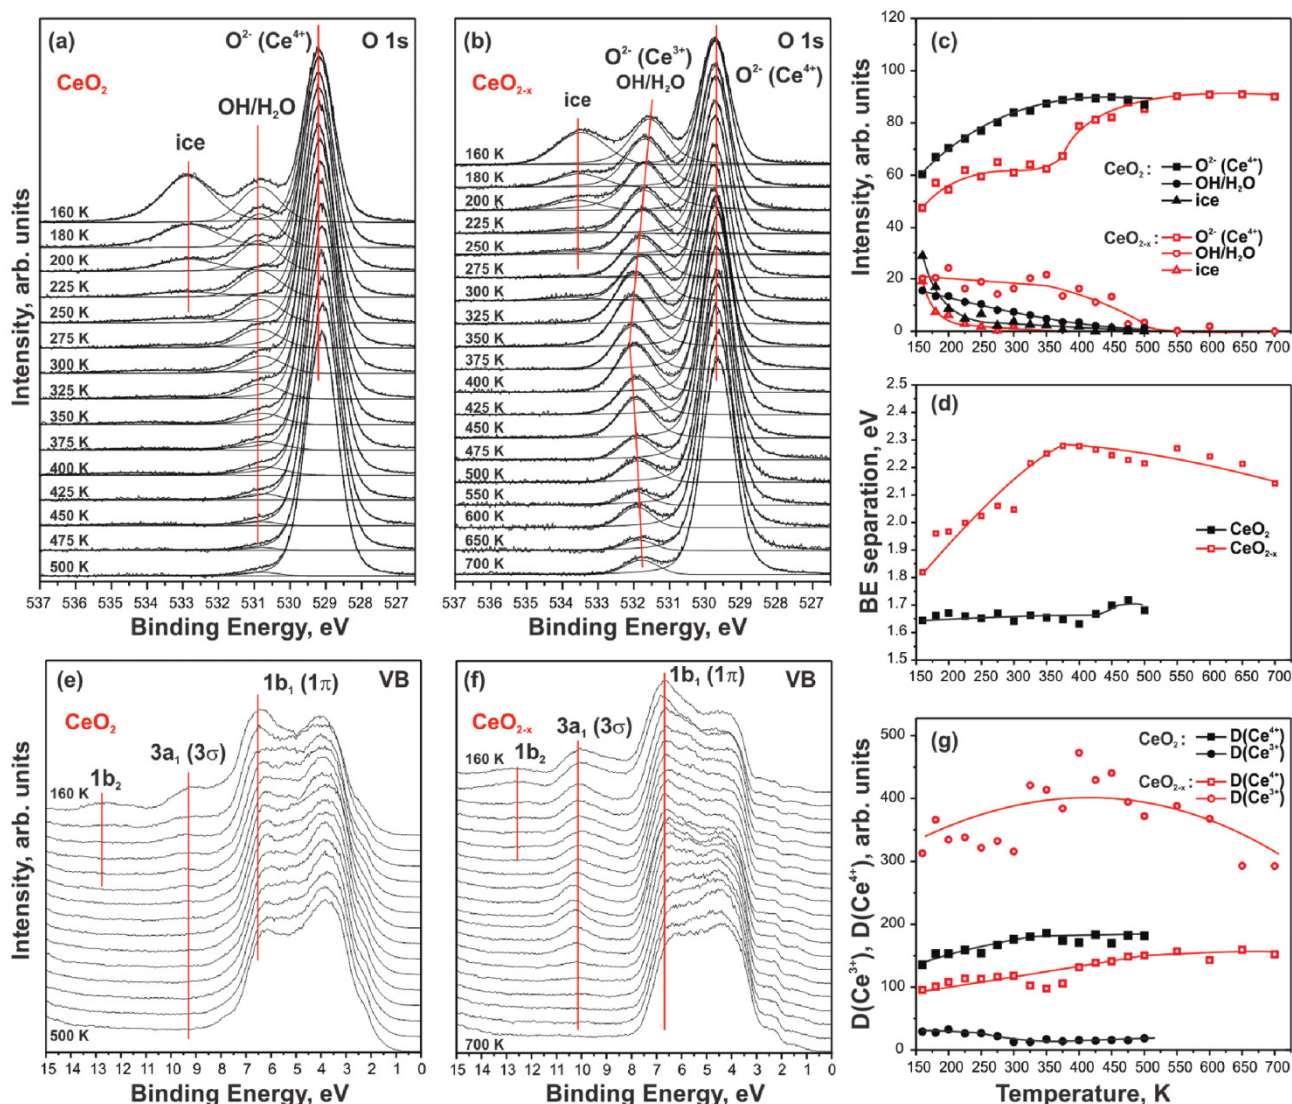 (a)
O²⁻ (Ce⁴⁺)
O 1s
CeO₂
OH/H₂O
ice
160 K
180 K
200 K
225 K
250 K
275 K
300 K
325 K
350 K
375 K
400 K
425 K
450 K
475 K
500 K
Intensity, arb. units
537 536 535 534 533 532 531 530 529 528 527
Binding Energy, eV
(b)
O 1s
O²⁻ (Ce³⁺)
OH/H₂O
O²⁻ (Ce⁴⁺)
CeO₂₋ₓ
ice
160 K
180 K
200 K
225 K
250 K
275 K
300 K
325 K
350 K
375 K
400 K
425 K
450 K
475 K
500 K
550 K
600 K
650 K
700 K
537 536 535 534 533 532 531 530 529 528 527
Binding Energy, eV
(c)
120
100
80
60
40
20
0
Intensity, arb. units
CeO₂ : O²⁻ (Ce⁴⁺)
OH/H₂O
ice
CeO₂₋ₓ : O²⁻ (Ce⁴⁺)
OH/H₂O
ice
150 200 250 300 350 400 450 500 550 600 650 700
(d)
2.5
2.4
2.3
2.2
2.1
2.0
1.9
1.8
1.7
1.6
1.5
BE separation, eV
CeO₂
CeO₂₋ₓ
150 200 250 300 350 400 450 500 550 600 650 700
(e)
1b₁ (1π)
VB
CeO₂
3a₁ (3σ)
1b₂
160 K
500 K
Intensity, arb. units
15 14 13 12 11 10 9 8 7 6 5 4 3 2 1 0
Binding Energy, eV
(f)
1b₁ (1π)
VB
CeO₂₋ₓ
3a₁ (3σ)
1b₂
160 K
700 K
15 14 13 12 11 10 9 8 7 6 5 4 3 2 1 0
Binding Energy, eV
(g)
500
400
300
200
100
0
D(Ce³⁺), D(Ce⁴⁺), arb. units
CeO₂ : D(Ce⁴⁺)
D(Ce³⁺)
CeO₂₋ₓ : D(Ce⁴⁺)
D(Ce³⁺)
150 200 250 300 350 400 450 500 550 600 650 700
Temperature, K